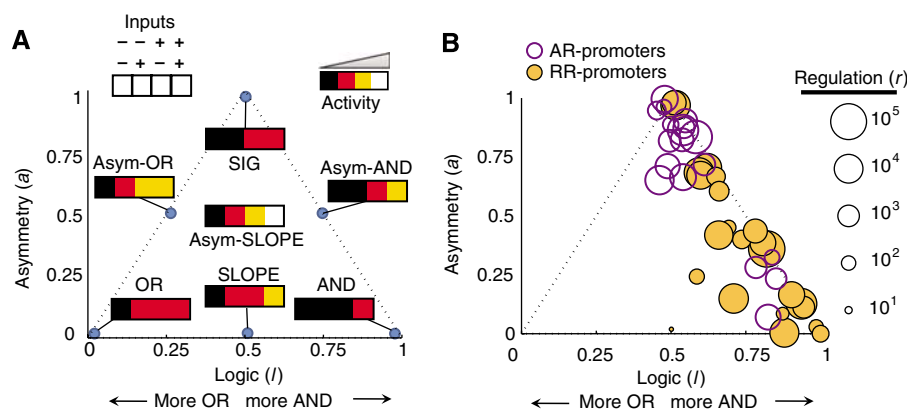 A
Inputs
− − + +
− + − +
Activity
Asymmetry (a)
1
0.75
0.5
0.25
0
SIG
Asym-OR
Asym-AND
Asym-SLOPE
OR
SLOPE
AND
0 0.25 0.5 0.75 1
Logic (l)
← More OR more AND →
B
AR-promoters
RR-promoters
Regulation (r)
10^5
10^4
10^3
10^2
10^1
Asymmetry (a)
1
0.75
0.5
0.25
0
0 0.25 0.5 0.75 1
Logic (l)
← More OR more AND →